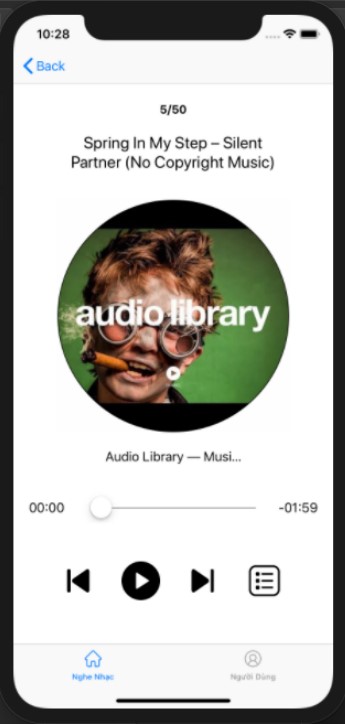 10:28
Back
5/50
Spring In My Step – Silent
Partner (No Copyright Music)
audio library
Audio Library — Musi...
00:00
-01:59
Nghe Nhạc
Người Dùng